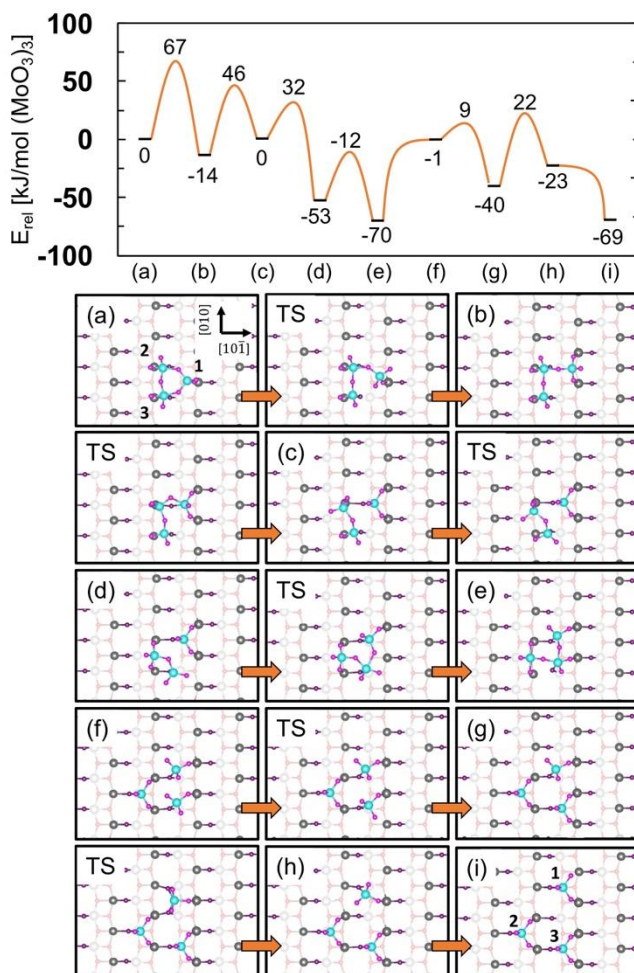 100
50
0
-50
-100
E_rel [kJ/mol (MoO3)3]
67
46
32
-12
9
22
0
-14
0
-53
-70
-1
-40
-23
-69
(a) (b) (c) (d) (e) (f) (g) (h) (i)
(a) [010] [101̄] 2 1 3
TS
(b)
TS
(c)
TS
(d)
TS
(e)
(f)
TS
(g)
TS
(h)
(i) 1 2 3